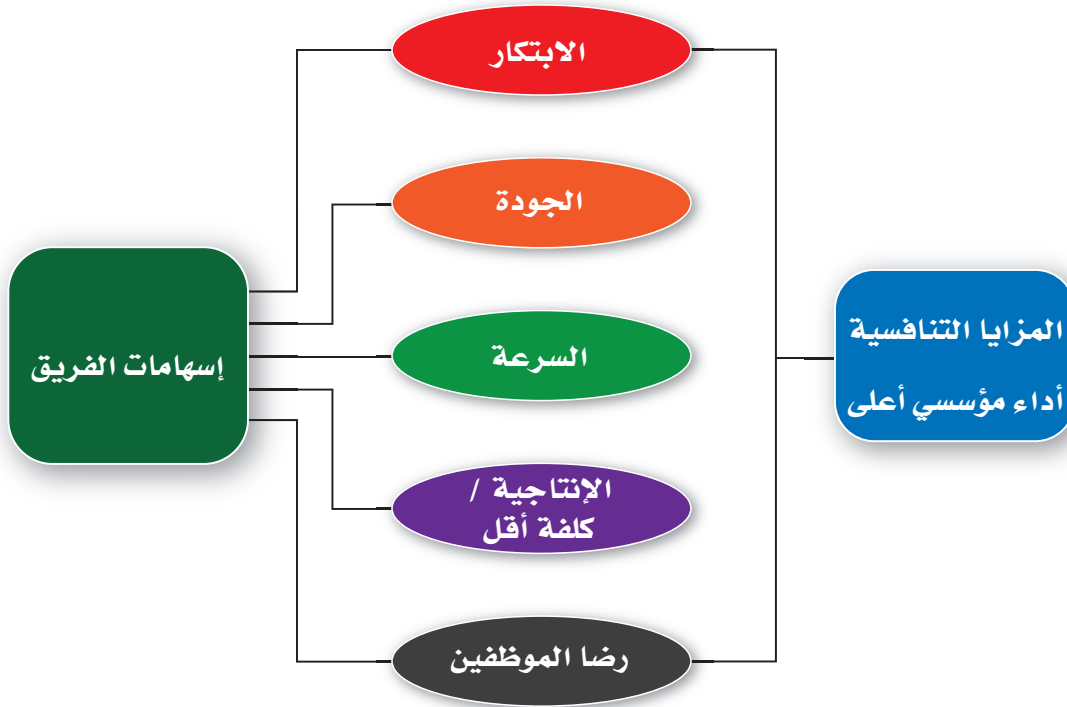 الابتكار
الجودة
السرعة
الإنتاجية /
كلفة أقل
رضا الموظفين
المزايا التنافسية
أداء مؤسسي أعلى
إسهامات الفريق